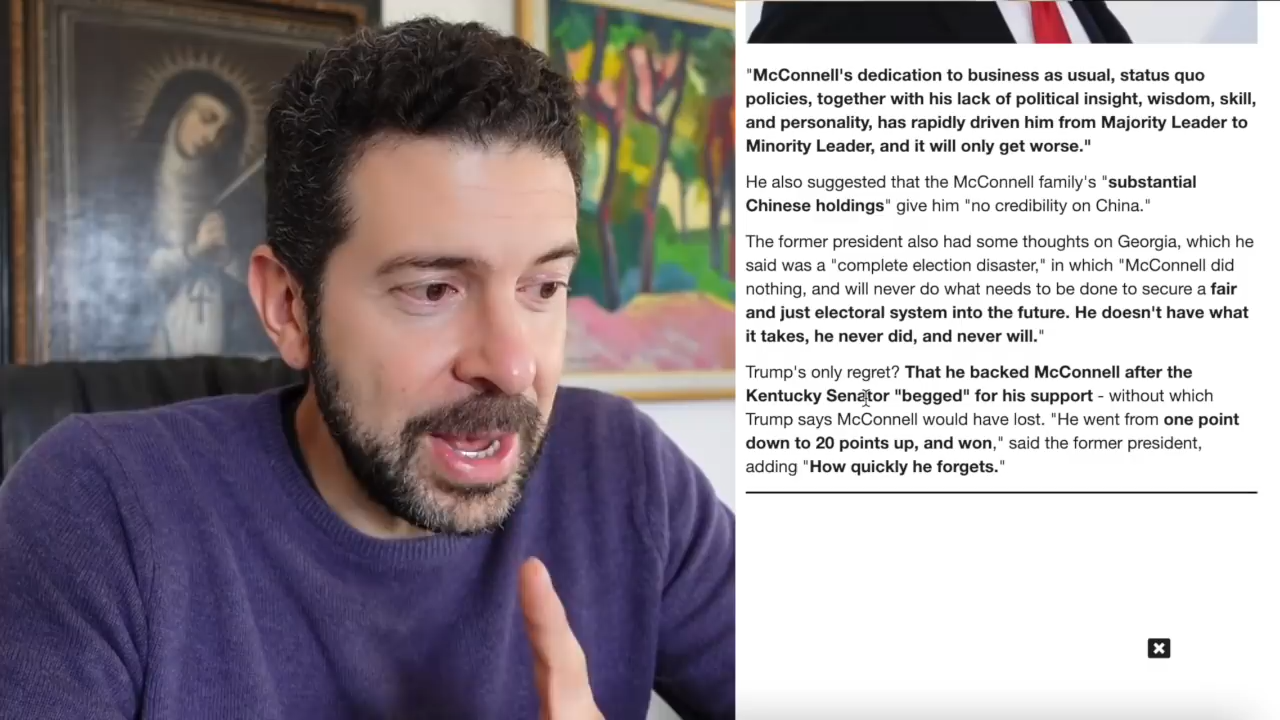 "McConnell's dedication to business as usual, status quo
policies, together with his lack of political insight, wisdom, skill,
and personality, has rapidly driven him from Majority Leader to
Minority Leader, and it will only get worse."
He also suggested that the McConnell family's "substantial
Chinese holdings" give him "no credibility on China."
The former president also had some thoughts on Georgia, which he
said was a "complete election disaster," in which "McConnell did
nothing, and will never do what needs to be done to secure a fair
and just electoral system into the future. He doesn't have what
it takes, he never did, and never will."
Trump's only regret? That he backed McConnell after the
Kentucky Senator "begged" for his support - without which
Trump says McConnell would have lost. "He went from one point
down to 20 points up, and won," said the former president,
adding "How quickly he forgets."